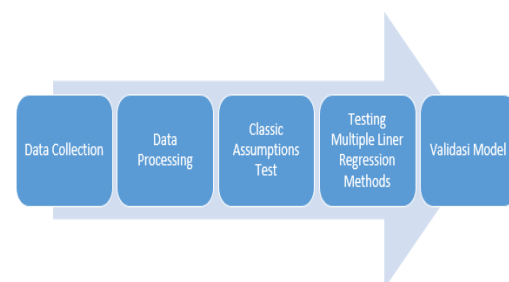 Data Collection
Data
Processing
Classic
Assumptions
Test
Testing
Multiple Liner
Regression
Methods
Validasi Model